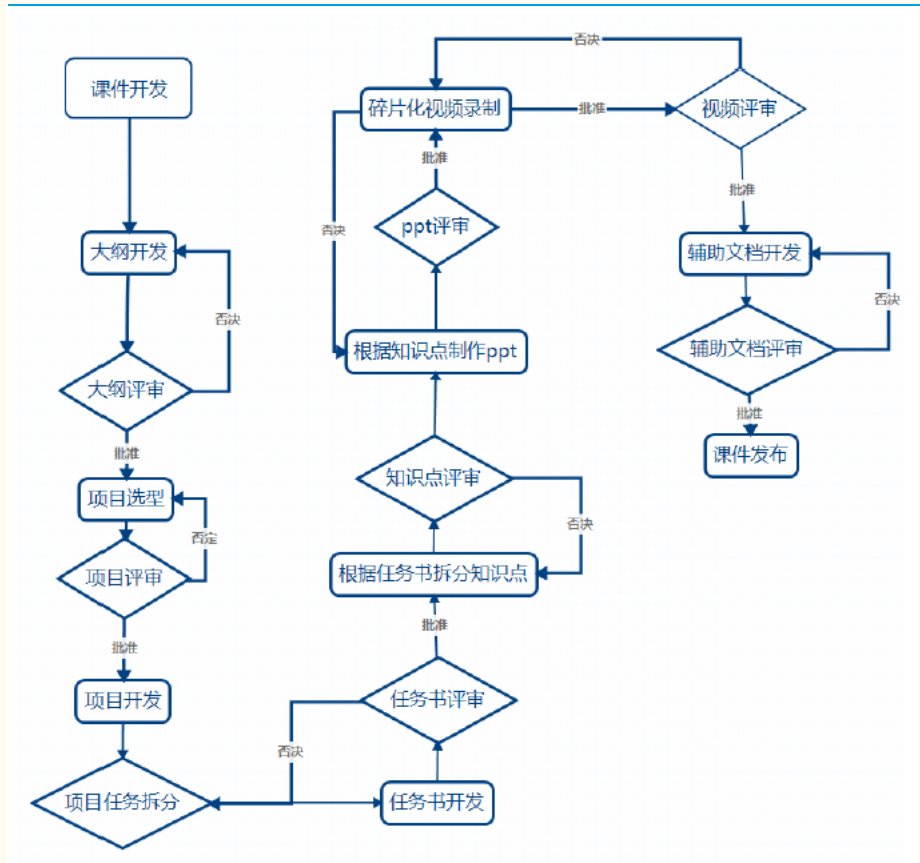 课件开发
大纲开发
否决
大纲评审
批准
项目选型
否定
项目评审
批准
项目开发
项目任务拆分
否决
任务书开发
任务书评审
批准
根据任务书拆分知识点
否决
知识点评审
根据知识点制作ppt
否决
ppt评审
批准
碎片化视频录制
否决
批准
视频评审
批准
辅助文档开发
否决
辅助文档评审
批准
课件发布